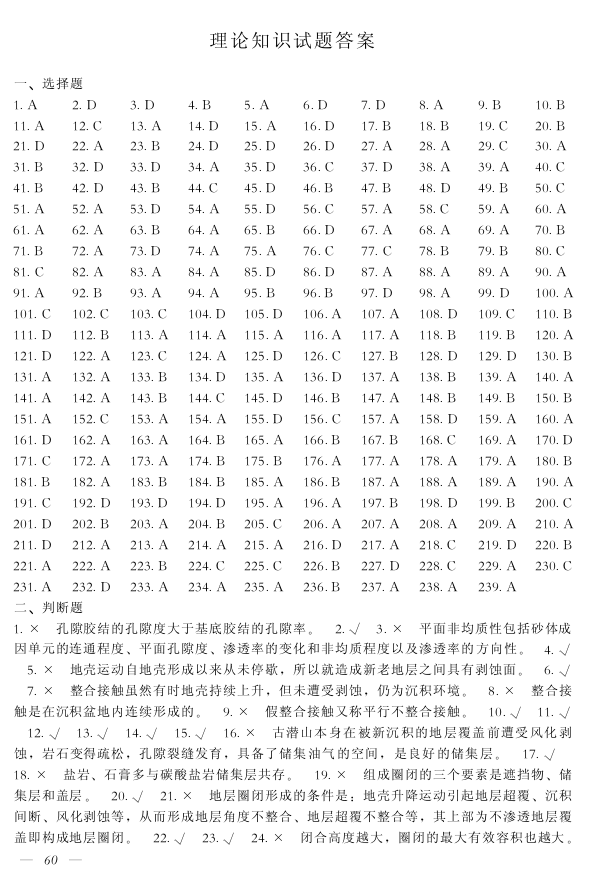 理论知识试题答案
一、选择题
1. A 2. D 3. D 4. B 5. A 6. D 7. D 8. A 9. B 10. B
11. A 12. C 13. A 14. D 15. A 16. D 17. B 18. B 19. C 20. B
21. D 22. A 23. B 24. D 25. D 26. D 27. A 28. A 29. C 30. A
31. B 32. D 33. D 34. A 35. D 36. C 37. D 38. A 39. A 40. C
41. B 42. D 43. B 44. C 45. D 46. B 47. B 48. D 49. B 50. C
51. A 52. A 53. D 54. A 55. D 56. C 57. A 58. C 59. A 60. A
61. A 62. A 63. B 64. A 65. B 66. D 67. A 68. A 69. A 70. B
71. B 72. A 73. D 74. A 75. A 76. C 77. C 78. B 79. B 80. C
81. C 82. A 83. A 84. A 85. D 86. D 87. A 88. A 89. A 90. A
91. A 92. B 93. A 94. A 95. B 96. B 97. D 98. A 99. D 100. A
101. C 102. C 103. C 104. D 105. D 106. A 107. A 108. D 109. C 110. B
111. D 112. B 113. A 114. A 115. A 116. A 117. A 118. B 119. B 120. A
121. D 122. A 123. C 124. A 125. D 126. C 127. B 128. D 129. D 130. B
131. A 132. A 133. B 134. D 135. A 136. D 137. A 138. B 139. A 140. A
141. A 142. A 143. B 144. C 145. D 146. B 147. A 148. B 149. B 150. B
151. A 152. C 153. A 154. A 155. D 156. C 157. A 158. D 159. A 160. A
161. D 162. A 163. A 164. B 165. A 166. B 167. B 168. C 169. A 170. D
171. C 172. A 173. A 174. B 175. B 176. A 177. A 178. A 179. A 180. B
181. B 182. A 183. B 184. B 185. A 186. B 187. A 188. A 189. A 190. A
191. C 192. D 193. D 194. D 195. A 196. A 197. B 198. D 199. B 200. C
201. D 202. B 203. A 204. B 205. C 206. A 207. A 208. A 209. A 210. A
211. D 212. A 213. A 214. A 215. A 216. D 217. A 218. C 219. D 220. B
221. A 222. A 223. B 224. C 225. C 226. B 227. D 228. C 229. A 230. C
231. A 232. D 233. A 234. A 235. A 236. B 237. A 238. A 239. A
二、判断题
1. × 孔隙胶结的孔隙度大于基底胶结的孔隙率。 2. √ 3. × 平面非均质性包括砂体成
因单元的连通程度、平面孔隙度、渗透率的变化和非均质程度以及渗透率的方向性。 4. √
5. × 地壳运动自地壳形成以来从未停歇，所以就造成新老地层之间具有剥蚀面。 6. √
7. × 整合接触虽然有时地壳持续上升，但未遭受剥蚀，仍为沉积环境。 8. × 整合接
触是在沉积盆地内连续形成的。 9. × 假整合接触又称平行不整合接触。 10. √ 11. √
12. √ 13. √ 14. √ 15. √ 16. × 古潜山本身在被新沉积的地层覆盖前遭受风化剥
蚀，岩石变得疏松，孔隙裂缝发育，具备了储集油气的空间，是良好的储集层。 17. √
18. × 盐岩、石膏多与碳酸盐岩储集层共存。 19. × 组成圈闭的三个要素是遮挡物、储
集层和盖层。 20. √ 21. × 地层圈闭形成的条件是：地壳升降运动引起地层超覆、沉积
间断、风化剥蚀等，从而形成地层角度不整合、地层超覆不整合等，其上部为不渗透地层覆
盖即构成地层圈闭。 22. √ 23. √ 24. × 闭合高度越大，圈闭的最大有效容积也越大。
— 60 —